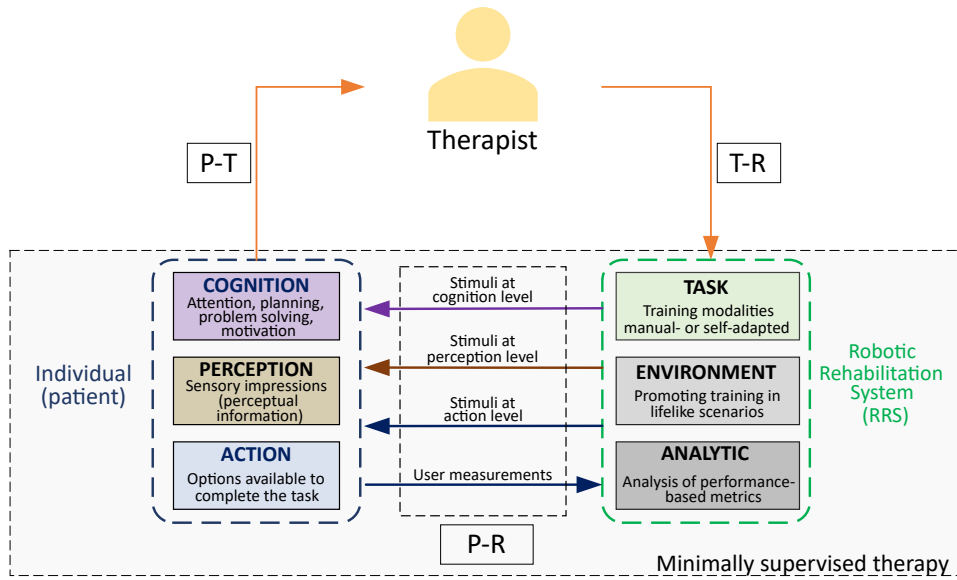 Therapist
P-T
T-R
COGNITION
Attention, planning,
problem solving,
motivation
PERCEPTION
Sensory impressions
(perceptual
information)
ACTION
Options available to
complete the task
Individual
(patient)
Stimuli at
cognition level
Stimuli at
perception level
Stimuli at
action level
User measurements
P-R
TASK
Training modalities
manual- or self-adapted
ENVIRONMENT
Promoting training in
lifelike scenarios
ANALYTIC
Analysis of performance-
based metrics
Robotic
Rehabilitation
System
(RRS)
Minimally supervised therapy